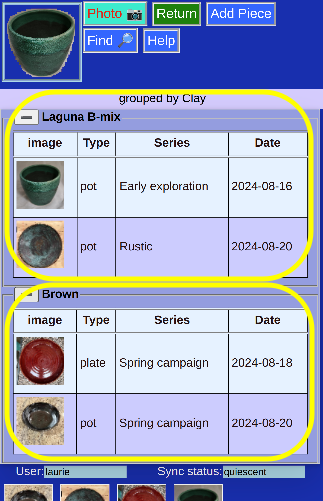 Photo 📷 Return Add Piece
Find 🔎 Help
grouped by Clay
Laguna B-mix
image Type Series Date
pot Early exploration 2024-08-16
pot Rustic 2024-08-20
Brown
image Type Series Date
plate Spring campaign 2024-08-18
pot Spring campaign 2024-08-20
User: laurie Sync status: quiescent